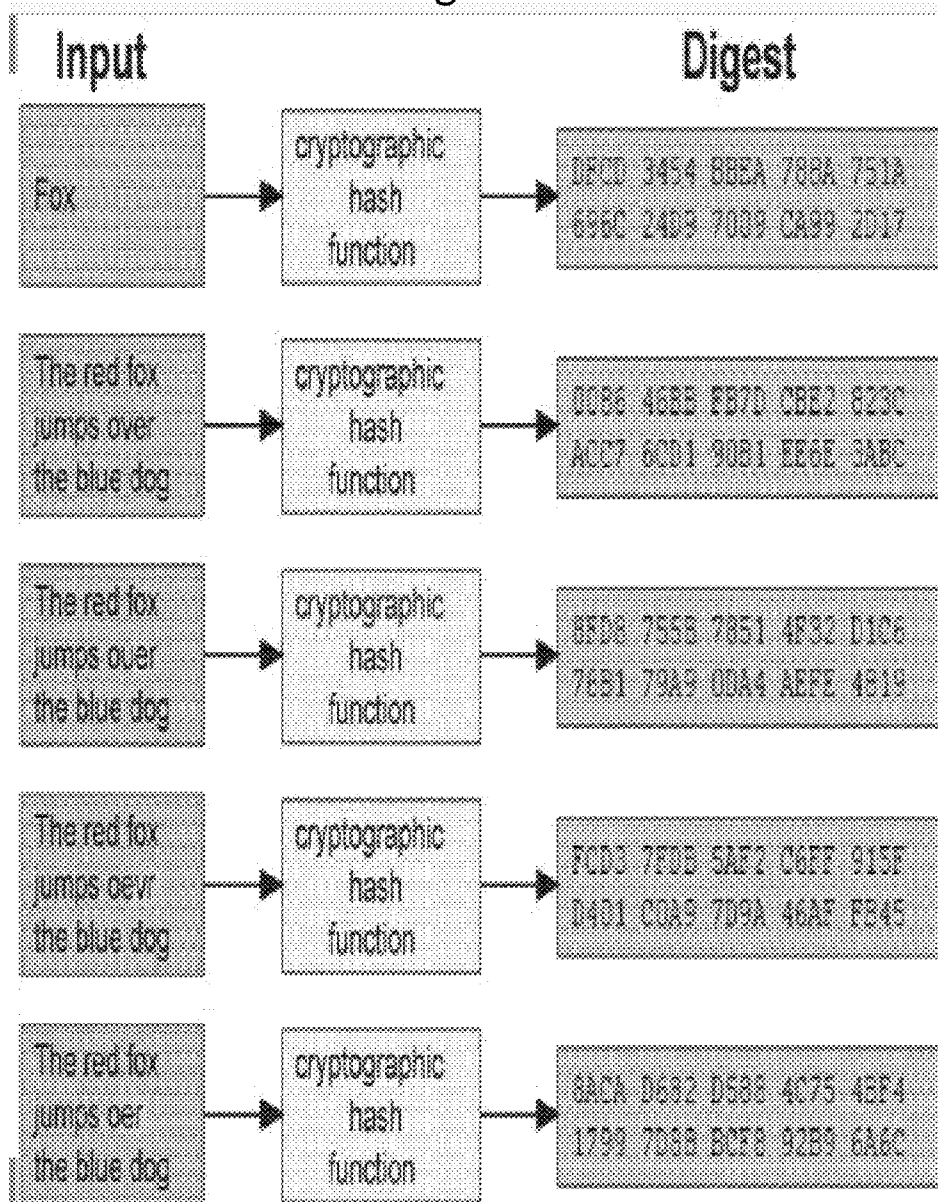 Input
Digest
Fox
cryptographic
hash
function
DFCD 3454 BBEA 788A 751A
696C 24D9 7009 CA99 2D17
The red fox
jumps over
the blue dog
cryptographic
hash
function
0086 46BB FB7D CBE2 823C
ACC7 6CD1 90B1 EE6E 3ABC
The red fox
jumps ouer
the blue dog
cryptographic
hash
function
8FD8 7558 7851 4F32 D1C6
76B1 79A9 0DA4 AEFE 4819
The red fox
jumps oevr
the blue dog
cryptographic
hash
function
FCD3 7FDB 5AF2 C6FF 915F
D401 C0A9 7D9A 46AF FB45
The red fox
jumps oer
the blue dog
cryptographic
hash
function
8ACA D682 D588 4C75 4BF4
1799 7D88 BCF8 92B9 6A6C